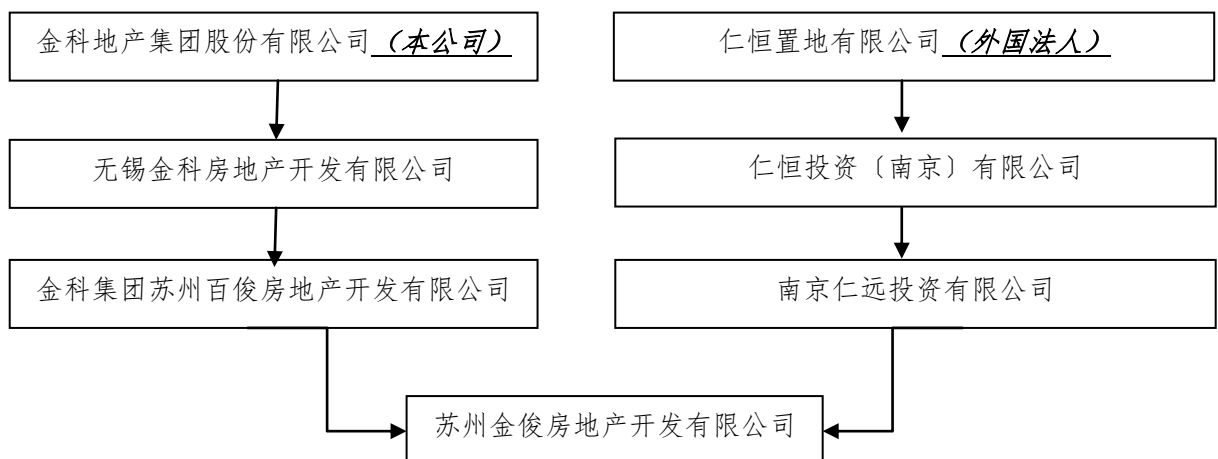 金科地产集团股份有限公司（本公司）
仁恒置地有限公司（外国法人）
无锡金科房地产开发有限公司
仁恒投资〔南京〕有限公司
金科集团苏州百俊房地产开发有限公司
南京仁远投资有限公司
苏州金俊房地产开发有限公司